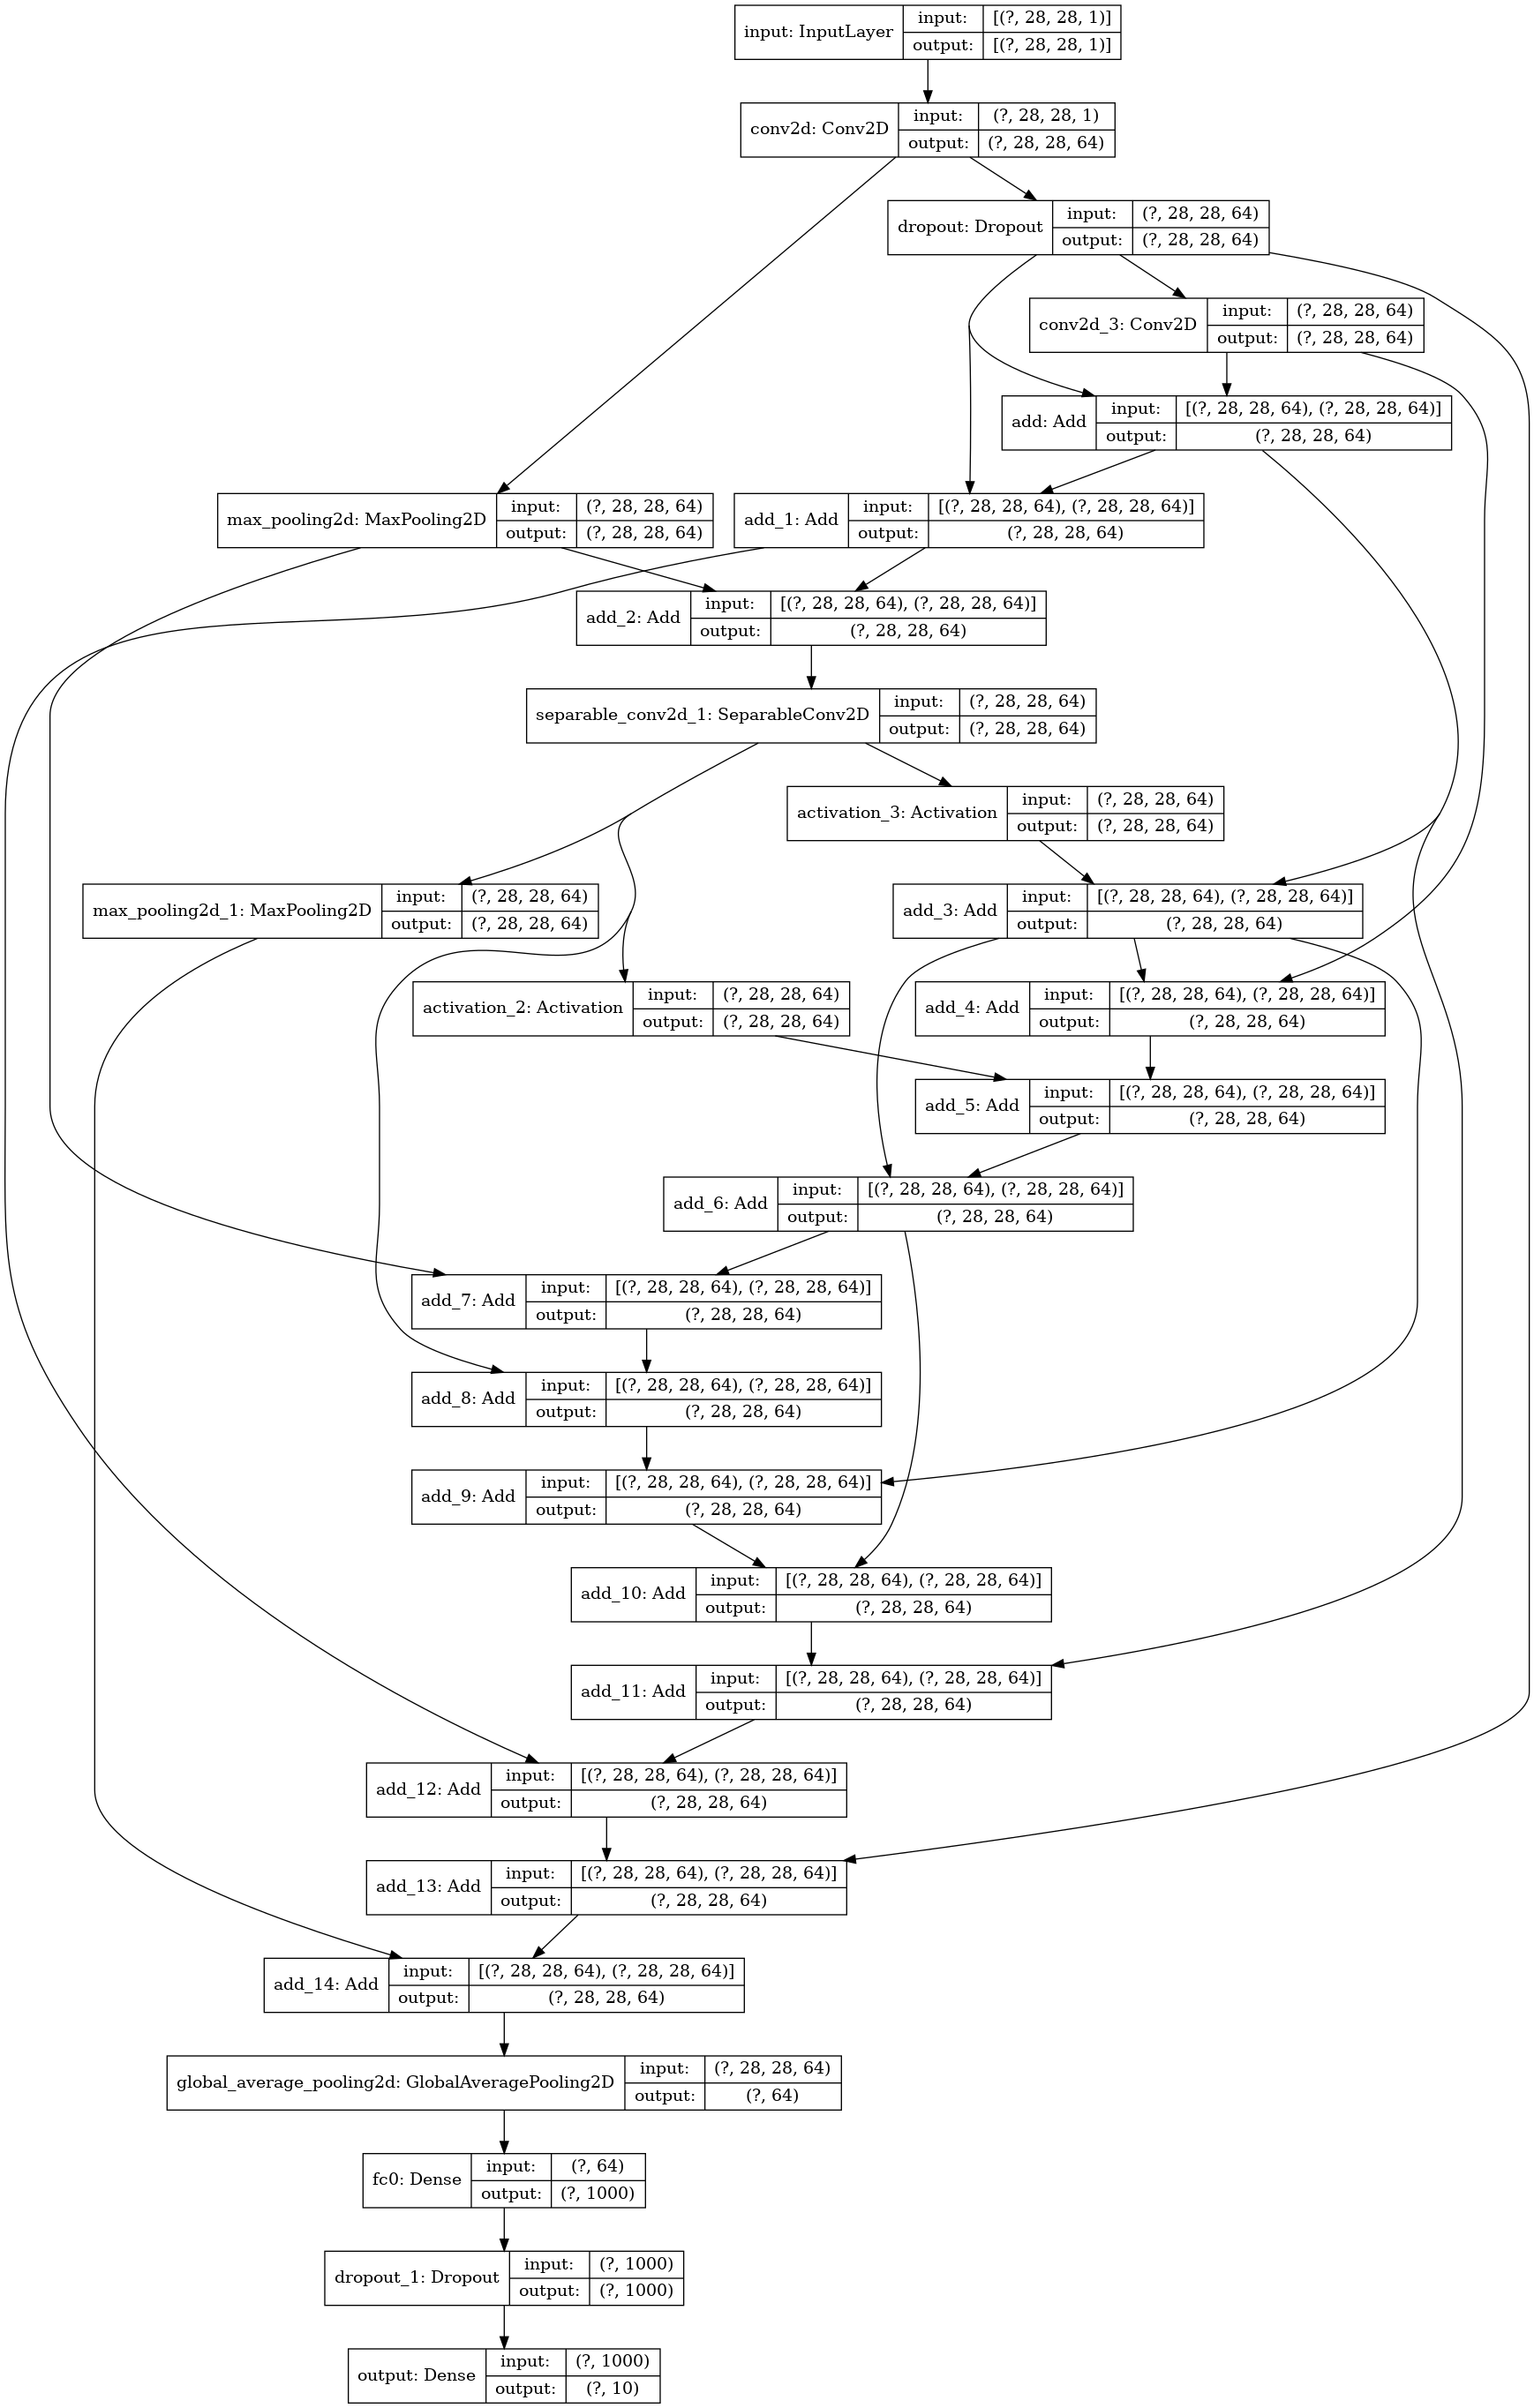 input: InputLayer
input: [(?, 28, 28, 1)]
output: [(?, 28, 28, 1)]
conv2d: Conv2D
input: (?, 28, 28, 1)
output: (?, 28, 28, 64)
dropout: Dropout
input: (?, 28, 28, 64)
output: (?, 28, 28, 64)
conv2d_3: Conv2D
input: (?, 28, 28, 64)
output: (?, 28, 28, 64)
add: Add
input: [(?, 28, 28, 64), (?, 28, 28, 64)]
output: (?, 28, 28, 64)
max_pooling2d: MaxPooling2D
input: (?, 28, 28, 64)
output: (?, 28, 28, 64)
add_1: Add
input: [(?, 28, 28, 64), (?, 28, 28, 64)]
output: (?, 28, 28, 64)
add_2: Add
input: [(?, 28, 28, 64), (?, 28, 28, 64)]
output: (?, 28, 28, 64)
separable_conv2d_1: SeparableConv2D
input: (?, 28, 28, 64)
output: (?, 28, 28, 64)
activation_3: Activation
input: (?, 28, 28, 64)
output: (?, 28, 28, 64)
max_pooling2d_1: MaxPooling2D
input: (?, 28, 28, 64)
output: (?, 28, 28, 64)
add_3: Add
input: [(?, 28, 28, 64), (?, 28, 28, 64)]
output: (?, 28, 28, 64)
activation_2: Activation
input: (?, 28, 28, 64)
output: (?, 28, 28, 64)
add_4: Add
input: [(?, 28, 28, 64), (?, 28, 28, 64)]
output: (?, 28, 28, 64)
add_5: Add
input: [(?, 28, 28, 64), (?, 28, 28, 64)]
output: (?, 28, 28, 64)
add_6: Add
input: [(?, 28, 28, 64), (?, 28, 28, 64)]
output: (?, 28, 28, 64)
add_7: Add
input: [(?, 28, 28, 64), (?, 28, 28, 64)]
output: (?, 28, 28, 64)
add_8: Add
input: [(?, 28, 28, 64), (?, 28, 28, 64)]
output: (?, 28, 28, 64)
add_9: Add
input: [(?, 28, 28, 64), (?, 28, 28, 64)]
output: (?, 28, 28, 64)
add_10: Add
input: [(?, 28, 28, 64), (?, 28, 28, 64)]
output: (?, 28, 28, 64)
add_11: Add
input: [(?, 28, 28, 64), (?, 28, 28, 64)]
output: (?, 28, 28, 64)
add_12: Add
input: [(?, 28, 28, 64), (?, 28, 28, 64)]
output: (?, 28, 28, 64)
add_13: Add
input: [(?, 28, 28, 64), (?, 28, 28, 64)]
output: (?, 28, 28, 64)
add_14: Add
input: [(?, 28, 28, 64), (?, 28, 28, 64)]
output: (?, 28, 28, 64)
global_average_pooling2d: GlobalAveragePooling2D
input: (?, 28, 28, 64)
output: (?, 64)
fc0: Dense
input: (?, 64)
output: (?, 1000)
dropout_1: Dropout
input: (?, 1000)
output: (?, 1000)
output: Dense
input: (?, 1000)
output: (?, 10)